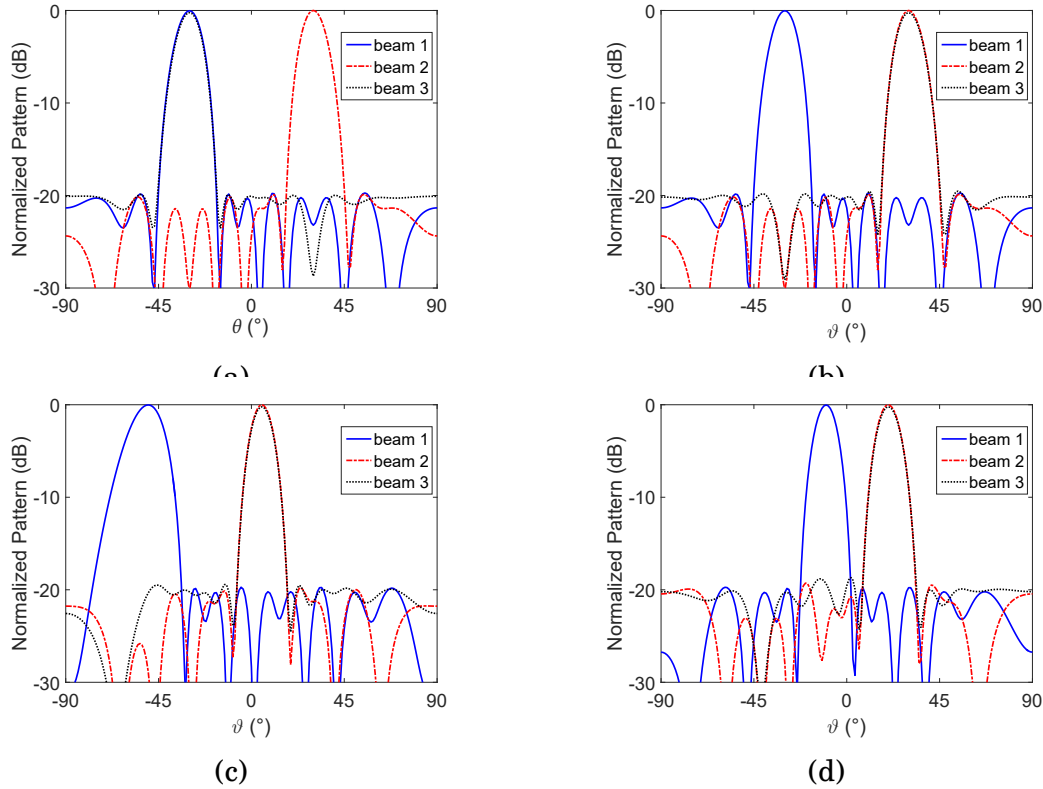 Normalized Pattern (dB)
0
-10
-20
-30
-90
-45
0
45
90
θ (°)
beam 1
beam 2
beam 3
(a)
Normalized Pattern (dB)
0
-10
-20
-30
-90
-45
0
45
90
ϑ (°)
beam 1
beam 2
beam 3
(b)
Normalized Pattern (dB)
0
-10
-20
-30
-90
-45
0
45
90
ϑ (°)
beam 1
beam 2
beam 3
(c)
Normalized Pattern (dB)
0
-10
-20
-30
-90
-45
0
45
90
ϑ (°)
beam 1
beam 2
beam 3
(d)